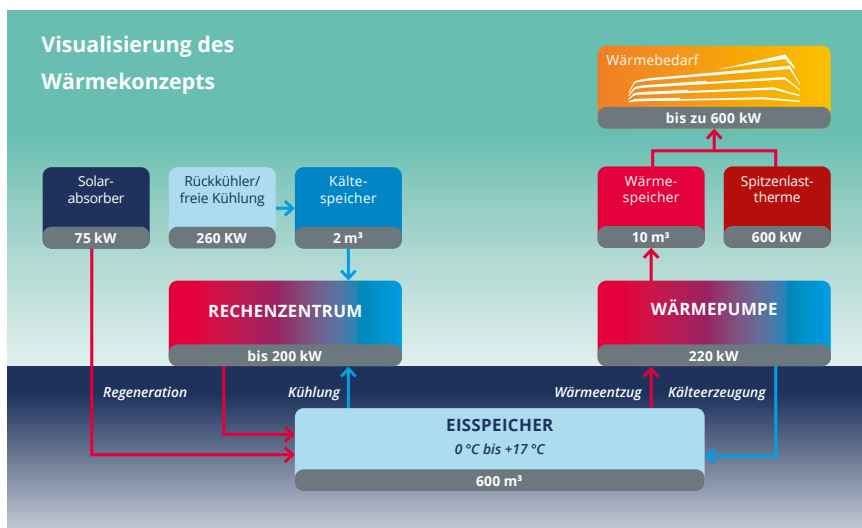 Visualisierung des
Wärmekonzepts
Wärmebedarf
bis zu 600 kW
Solar-
absorber
75 kW
Rückkühler/
freie Kühlung
260 KW
Kälte-
speicher
2 m³
Wärme-
speicher
10 m³
Spitzenlast-
therme
600 kW
RECHENZENTRUM
bis 200 kW
WÄRMEPUMPE
220 kW
Regeneration
Kühlung
Wärmeentzug
Kälteerzeugung
EISSPEICHER
0 °C bis +17 °C
600 m³